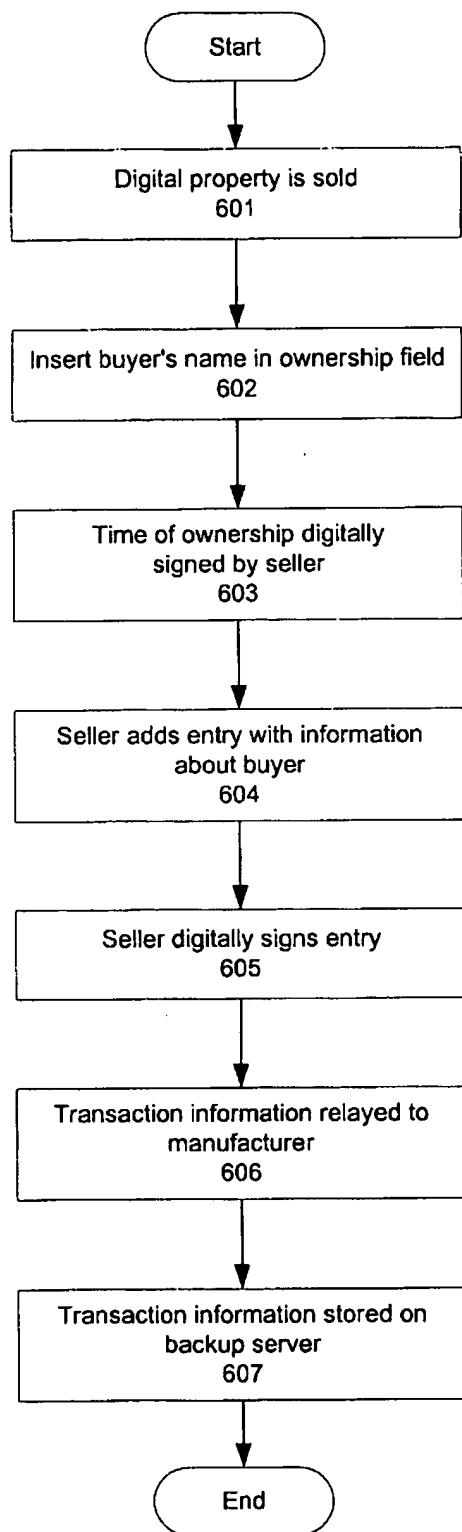 Start
Digital property is sold
601
Insert buyer's name in ownership field
602
Time of ownership digitally
signed by seller
603
Seller adds entry with information
about buyer
604
Seller digitally signs entry
605
Transaction information relayed to
manufacturer
606
Transaction information stored on
backup server
607
End